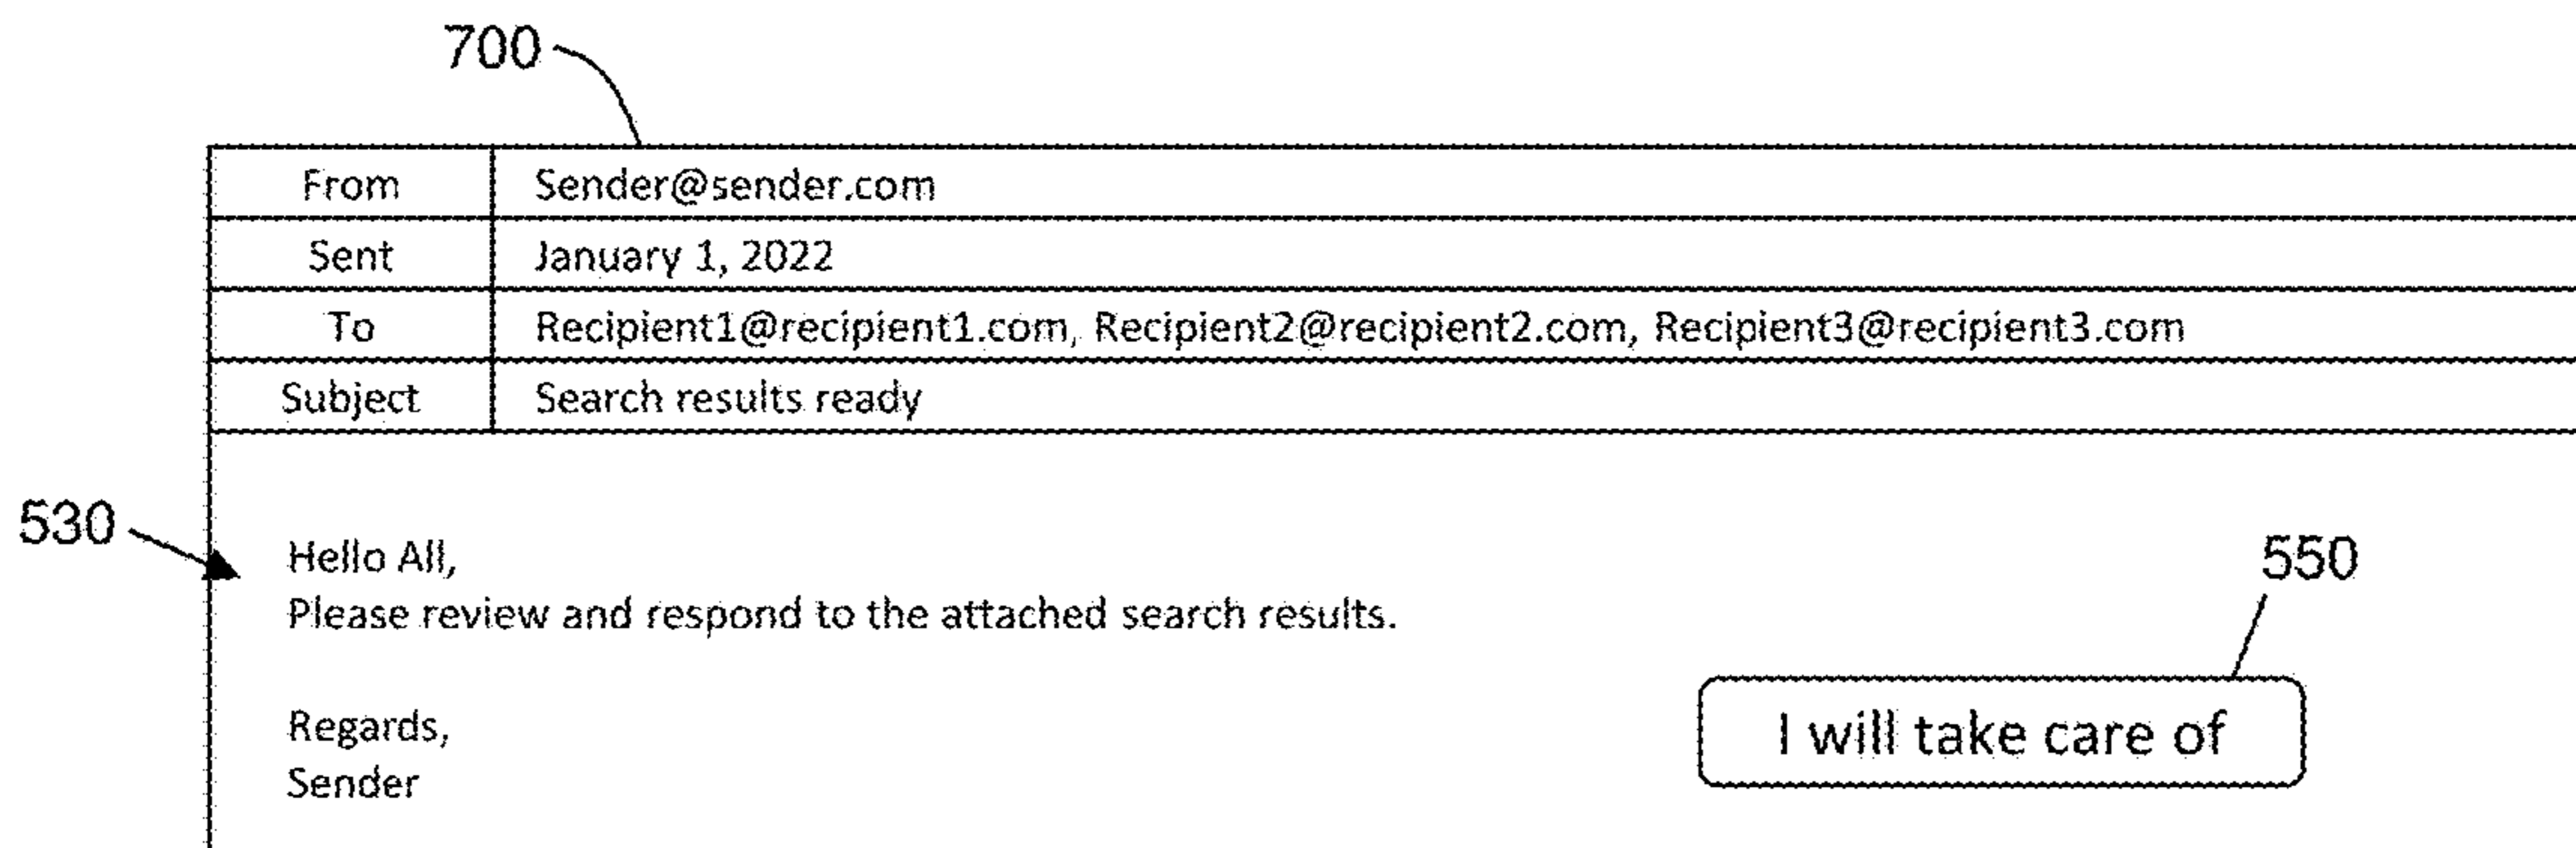 700
From Sender@sender.com
Sent January 1, 2022
To Recipient1@recipient1.com, Recipient2@recipient2.com, Recipient3@recipient3.com
Subject Search results ready
530
Hello All,
Please review and respond to the attached search results.
550
I will take care of
Regards,
Sender